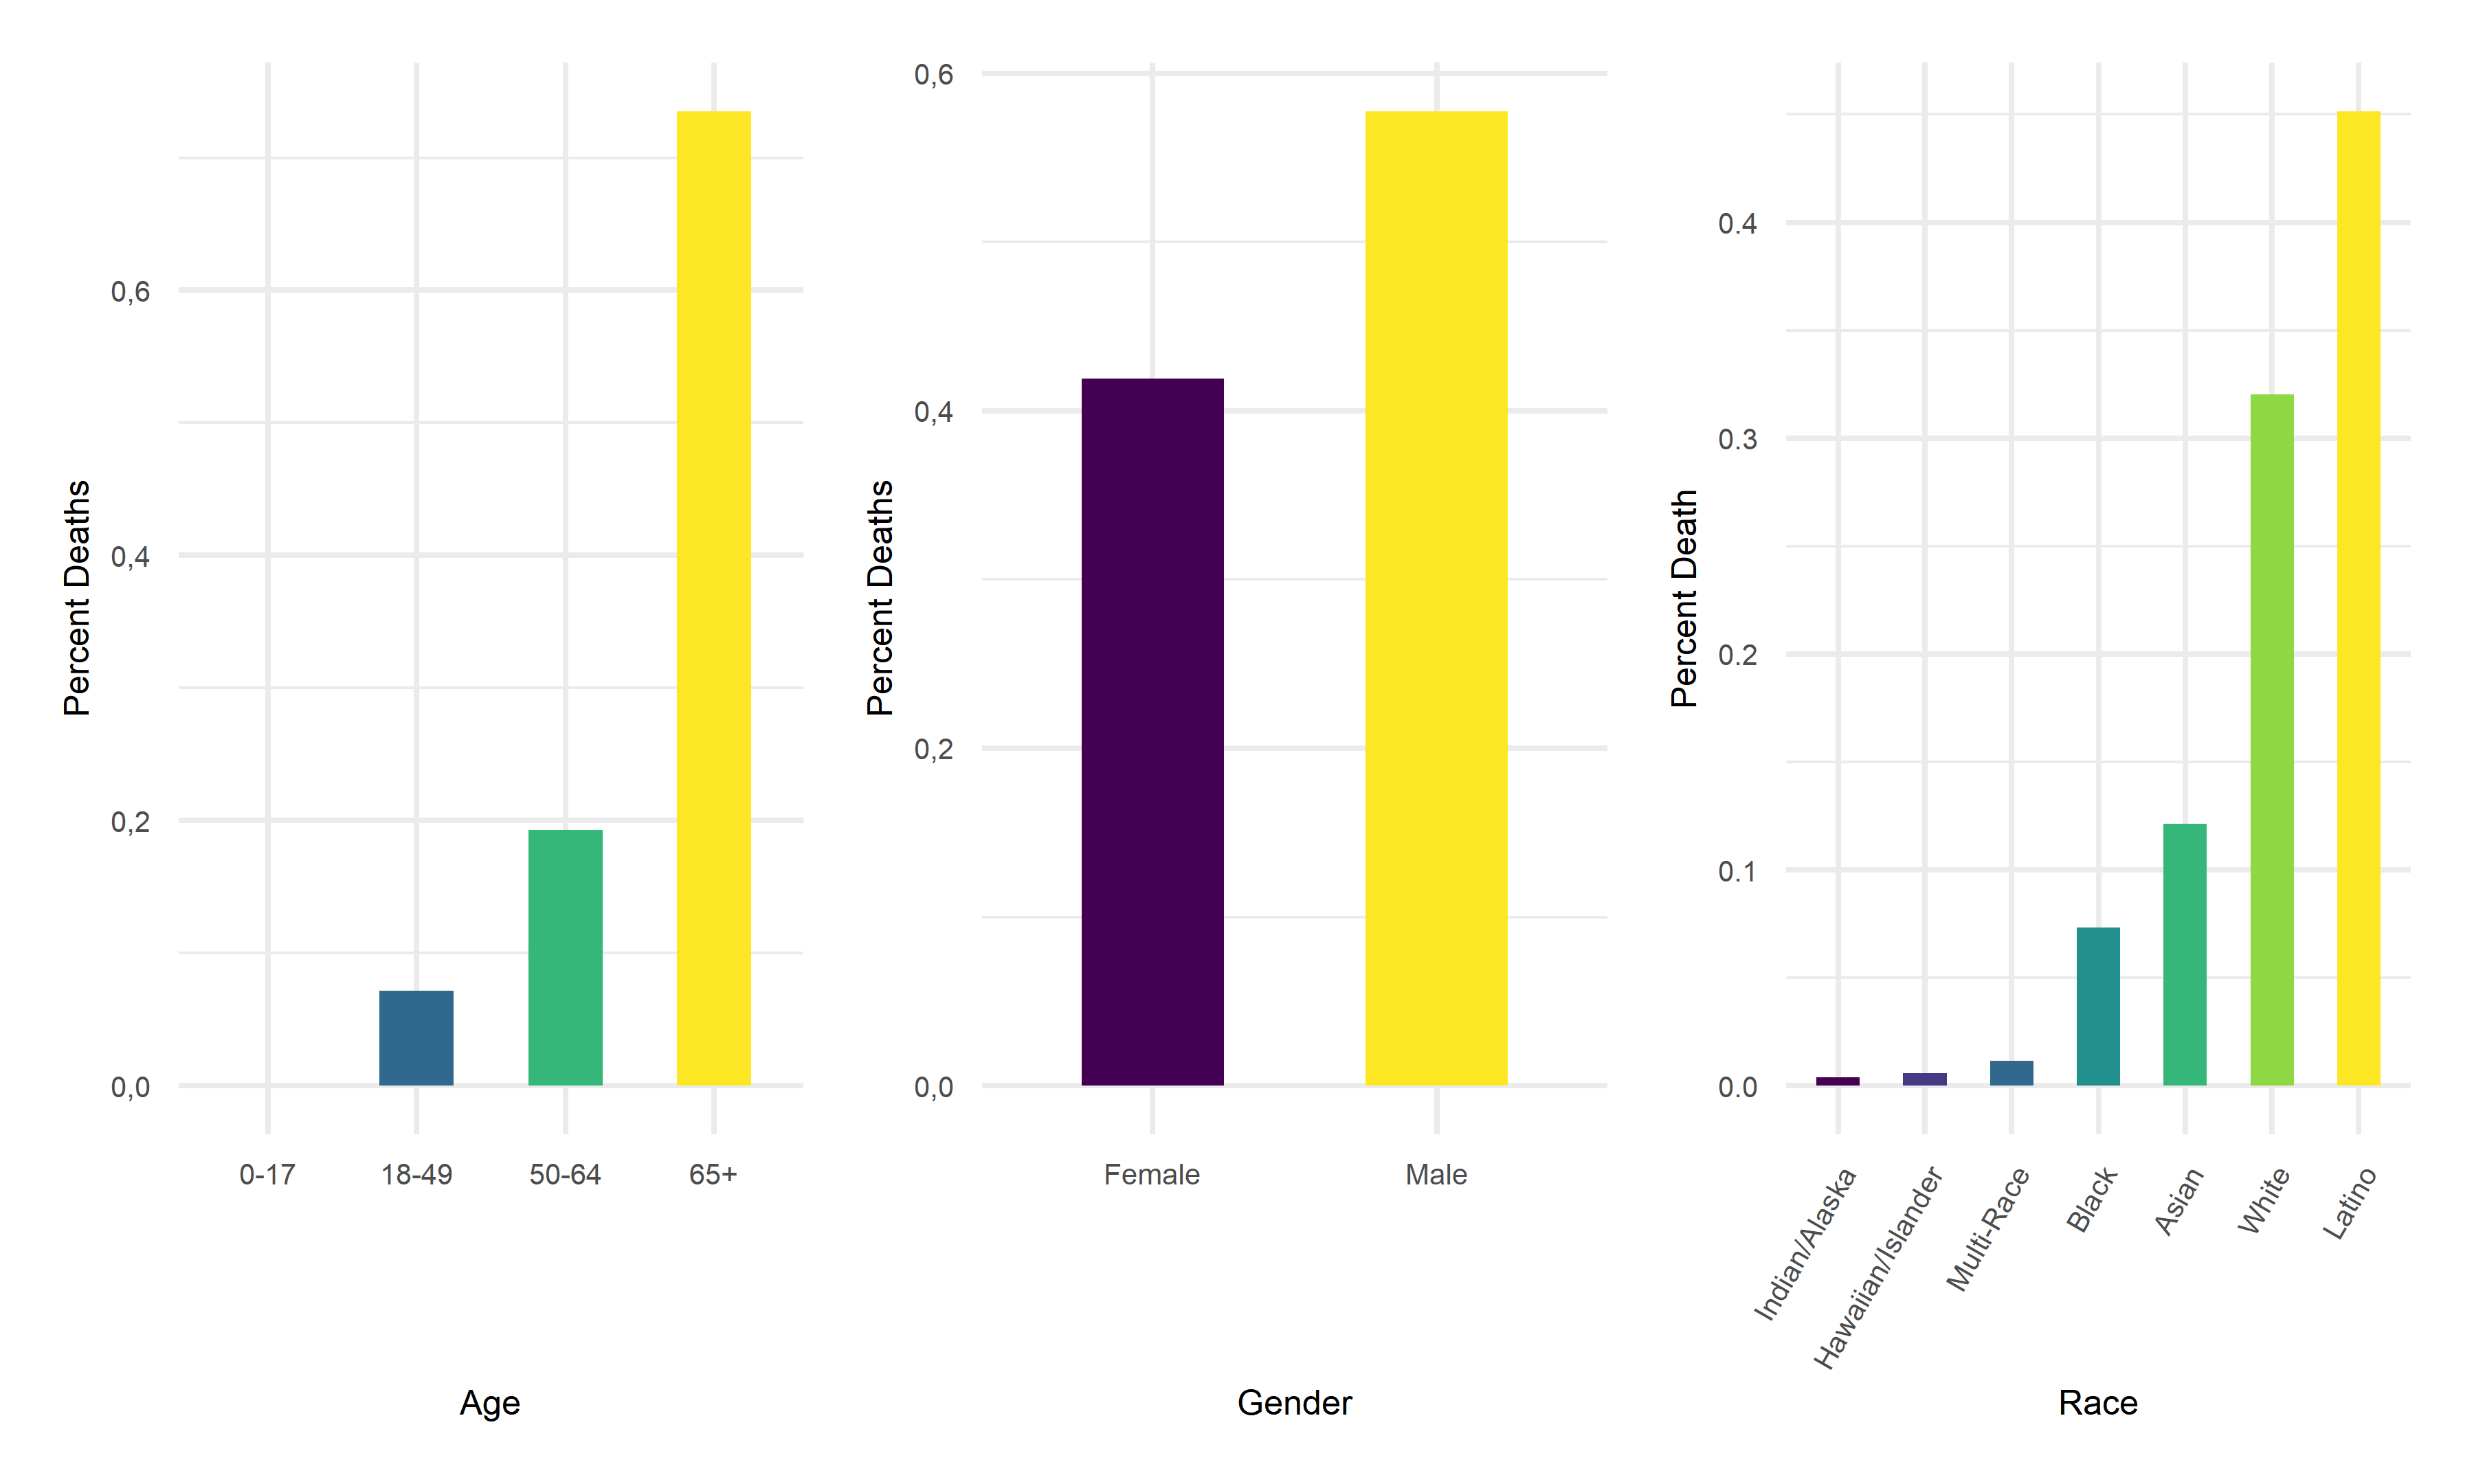 Percent Deaths
0,6
0,4
0,2
0,0
0-17
18-49
50-64
65+
Age
Percent Deaths
0,6
0,4
0,2
0,0
Female
Male
Gender
Percent Death
0.4
0.3
0.2
0.1
0.0
Indian/Alaska
Hawaiian/Islander
Multi-Race
Black
Asian
White
Latino
Race